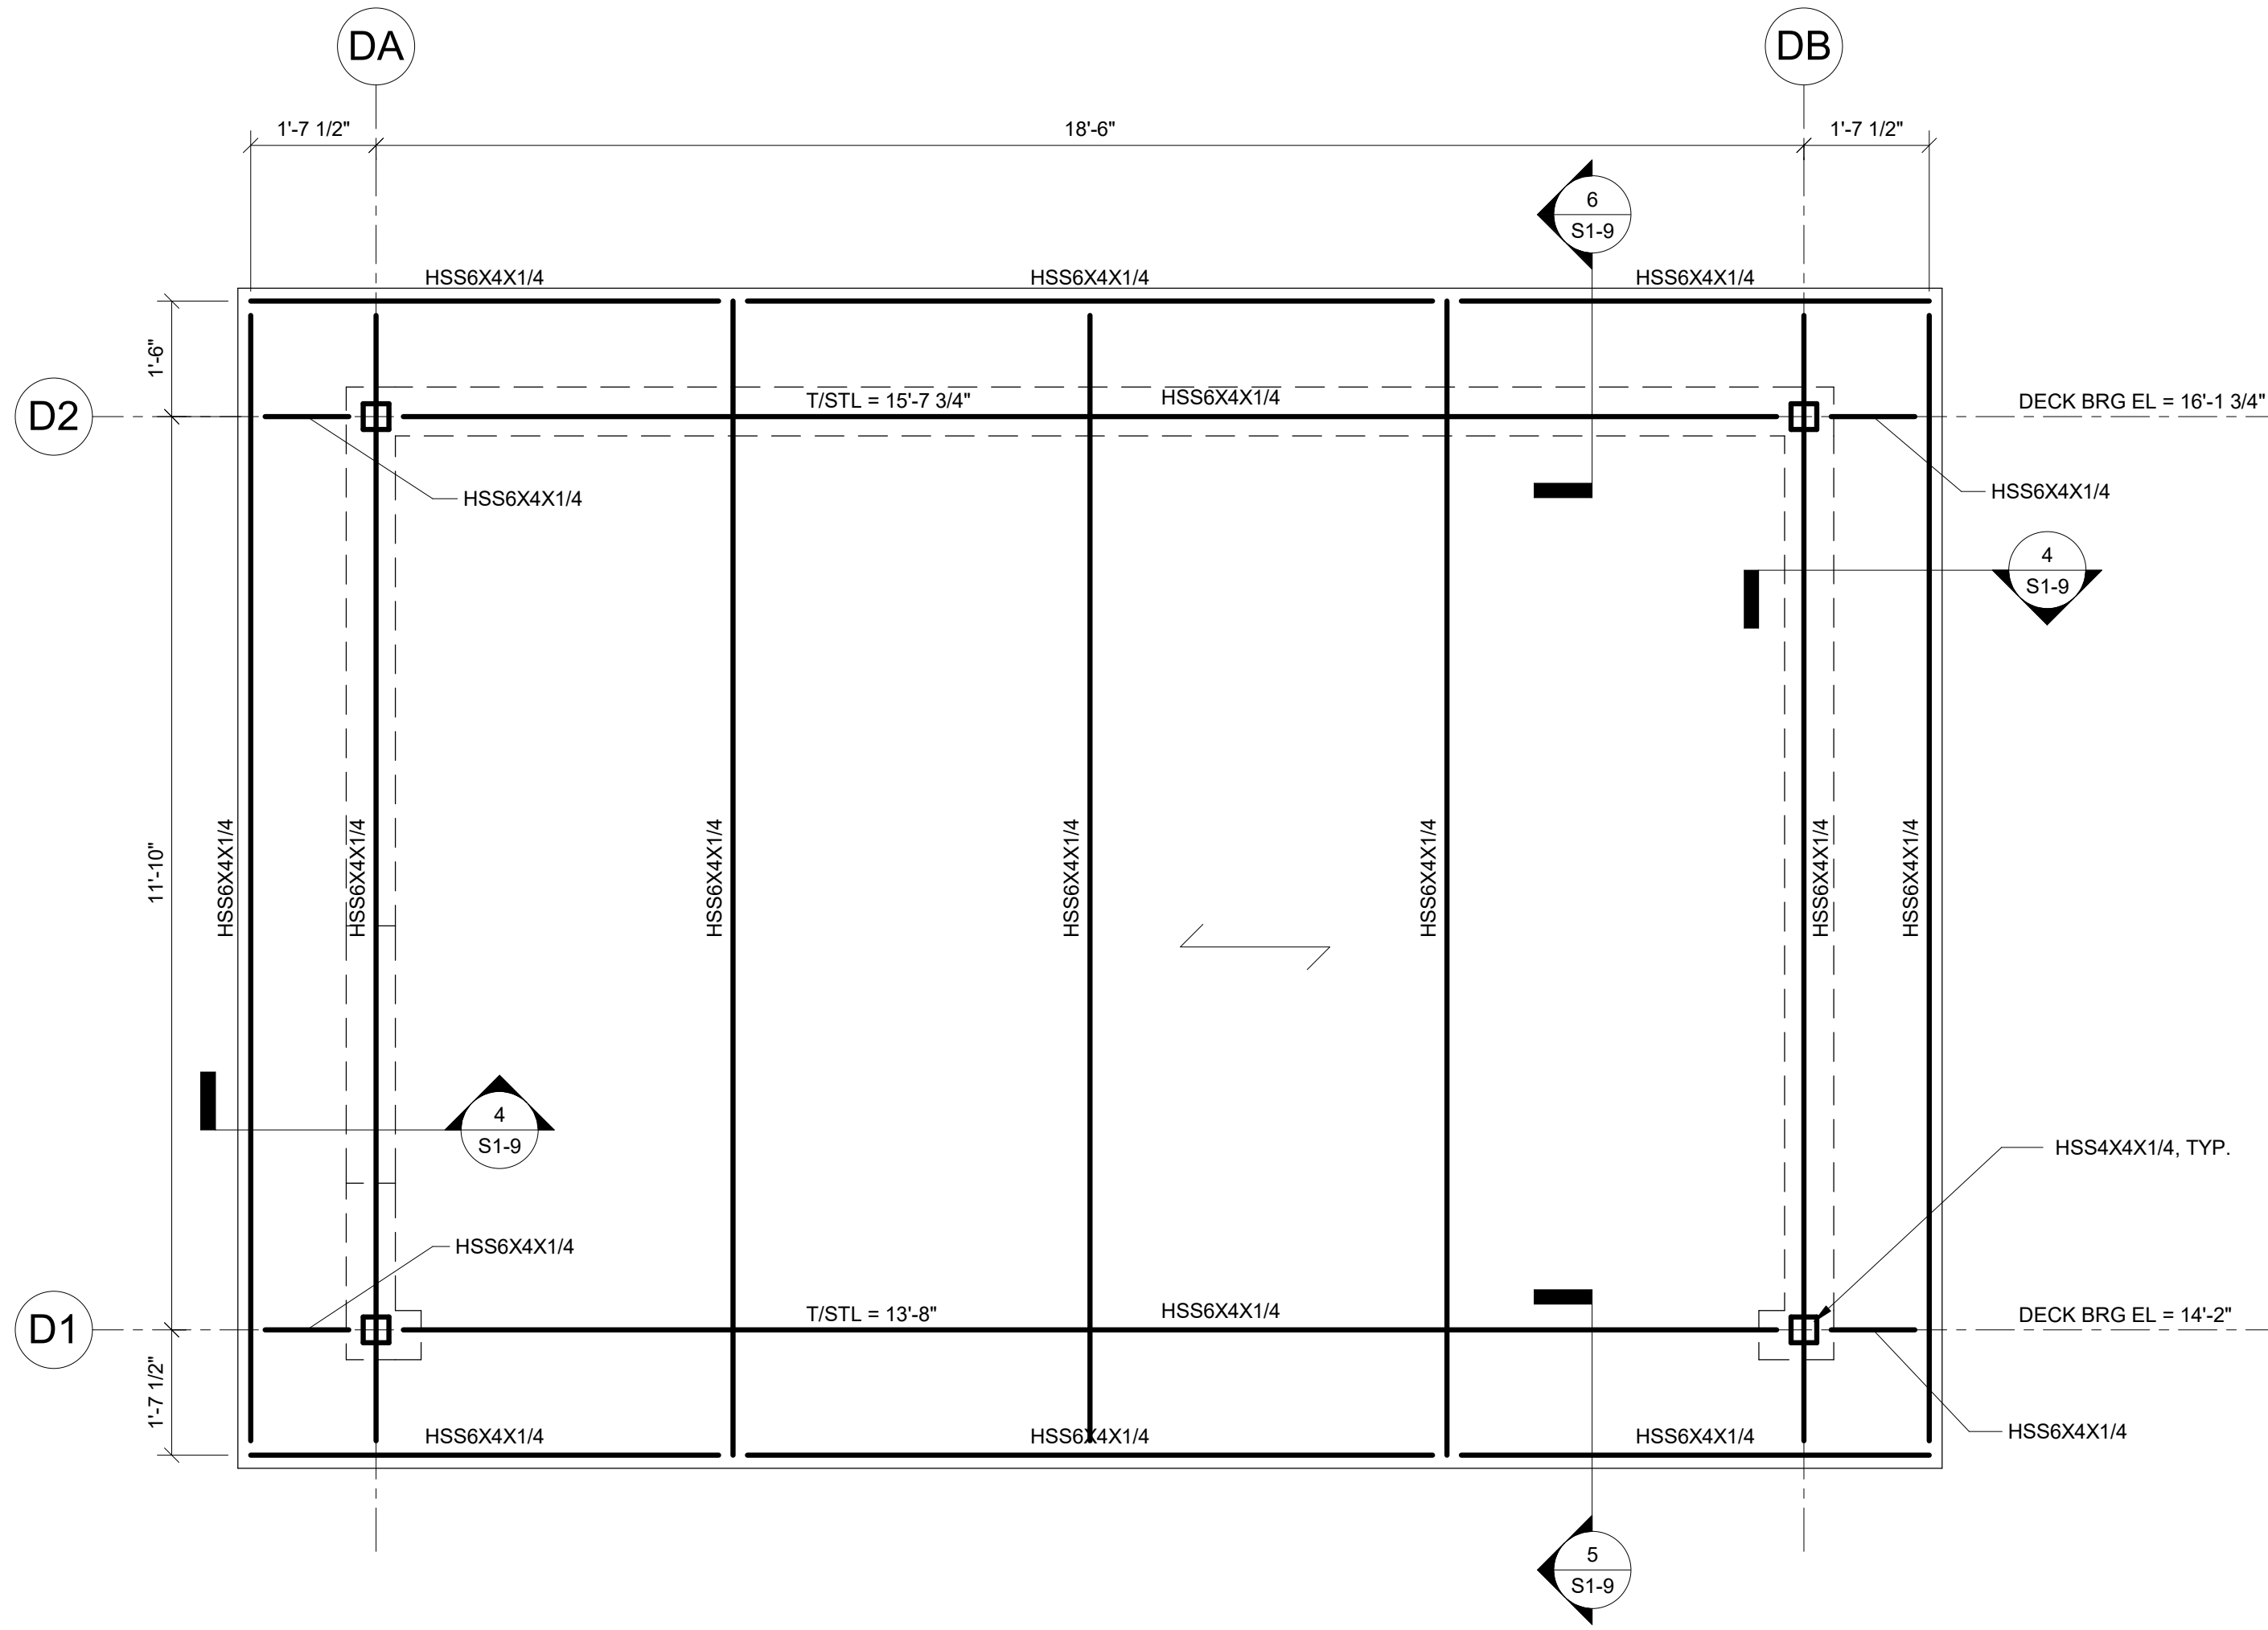 DA
DB
1'-7 1/2"
18'-6"
1'-7 1/2"
6
S1-9
HSS6X4X1/4
HSS6X4X1/4
HSS6X4X1/4
1'-6"
D2
T/STL = 15'-7 3/4"
HSS6X4X1/4
DECK BRG EL = 16'-1 3/4"
HSS6X4X1/4
HSS6X4X1/4
4
S1-9
11'-10"
HSS6X4X1/4
HSS6X4X1/4
HSS6X4X1/4
HSS6X4X1/4
HSS6X4X1/4
HSS6X4X1/4
HSS6X4X1/4
4
S1-9
HSS4X4X1/4, TYP.
HSS6X4X1/4
D1
T/STL = 13'-8"
HSS6X4X1/4
DECK BRG EL = 14'-2"
1'-7 1/2"
HSS6X4X1/4
HSS6X4X1/4
HSS6X4X1/4
HSS6X4X1/4
5
S1-9